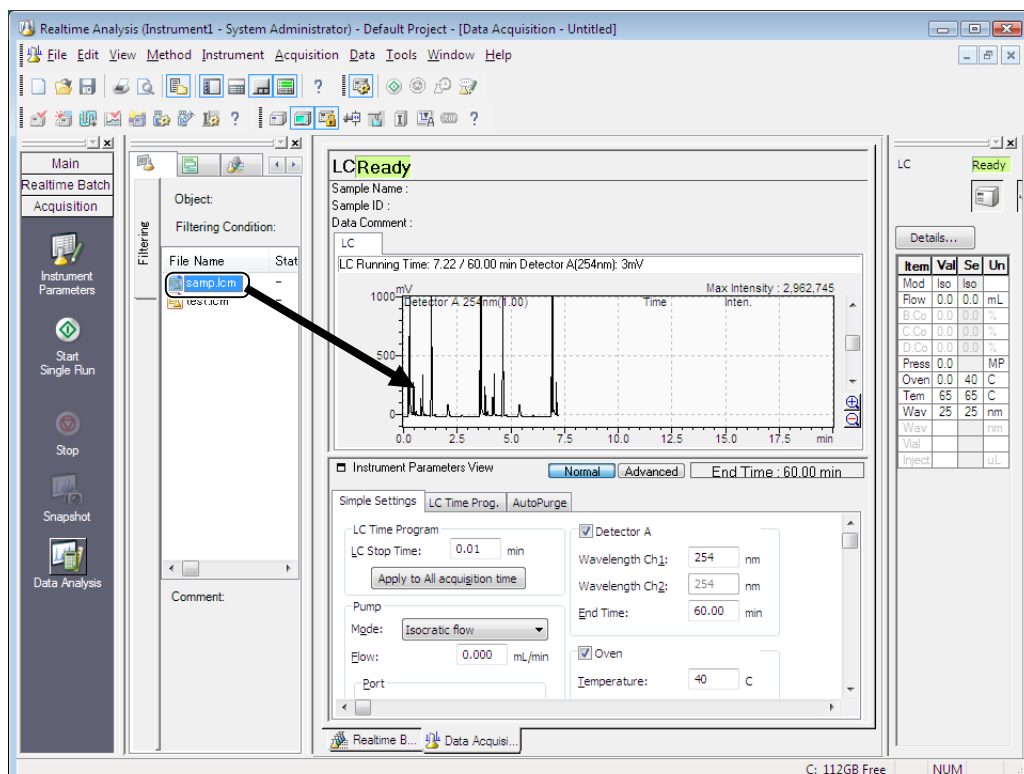 Realtime Analysis (Instrument1 - System Administrator) - Default Project - [Data Acquisition - Untitled]
File Edit View Method Instrument Acquisition Data Tools Window Help
Main
Realtime Batch
Acquisition
Instrument
Parameters
Start
Single Run
Stop
Snapshot
Data Analysis
Filtering
Object:
Filtering Condition:
File Name Stat
samp.lcm -
test.lcm -
Comment:
LC Ready
Sample Name :
Sample ID :
Data Comment :
LC
LC Running Time: 7.22 / 60.00 min Detector A(254nm): 3mV
mV Max Intensity : 2,962,745
1000 Detector A 254nm(1.00) Time Inten.
500
0
0.0 2.5 5.0 7.5 10.0 12.5 15.0 17.5 min
Instrument Parameters View Normal Advanced End Time : 60.00 min
Simple Settings LC Time Prog. AutoPurge
LC Time Program
LC Stop Time: 0.01 min
Apply to All acquisition time
Pump
Mode: Isocratic flow
Flow: 0.000 mL/min
Port
Detector A
Wavelength Ch1: 254 nm
Wavelength Ch2: 254 nm
End Time: 60.00 min
Oven
Temperature: 40 C
Realtime B... Data Acquisi...
LC Ready
Details...
Item Val Se Un
Mod Iso Iso
Flow 0.0 0.0 mL
B.Co 0.0 0.0 %
C.Co 0.0 0.0 %
D.Co 0.0 0.0 %
Press 0.0 MP
Oven 0.0 40 C
Tem 65 65 C
Wav 25 25 nm
Wav nm
Vial
Inject uL
C: 112GB Free NUM